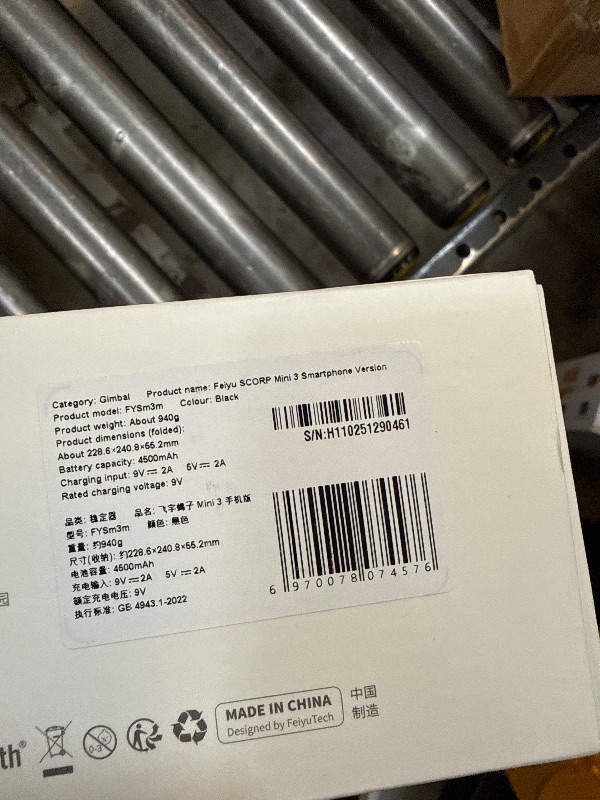 Category: Gimbal Product name: Feiyu SCORP Mini 3 Smartphone Version
Product model: FYSm3m Colour: Black
Product weight: About 940g
Product dimensions (folded):
About 228.6×240.8×55.2mm
Battery capacity: 4500mAh
Charging input: 9V⎓2A 5V⎓2A
Rated charging voltage: 9V
S/N:H110251290461
品类: 稳定器 品名: 飞宇蝎子 Mini 3 手机版
型号: FYSm3m 颜色: 黑色
重量: 约940g
尺寸(收纳): 约228.6×240.8×55.2mm
电池容量: 4500mAh
充电输入: 9V⎓2A 5V⎓2A
额定充电电压: 9V
执行标准: GB 4943.1-2022
6 970078 074576
园
th®
0-3
MADE IN CHINA
Designed by FeiyuTech
中国
制造